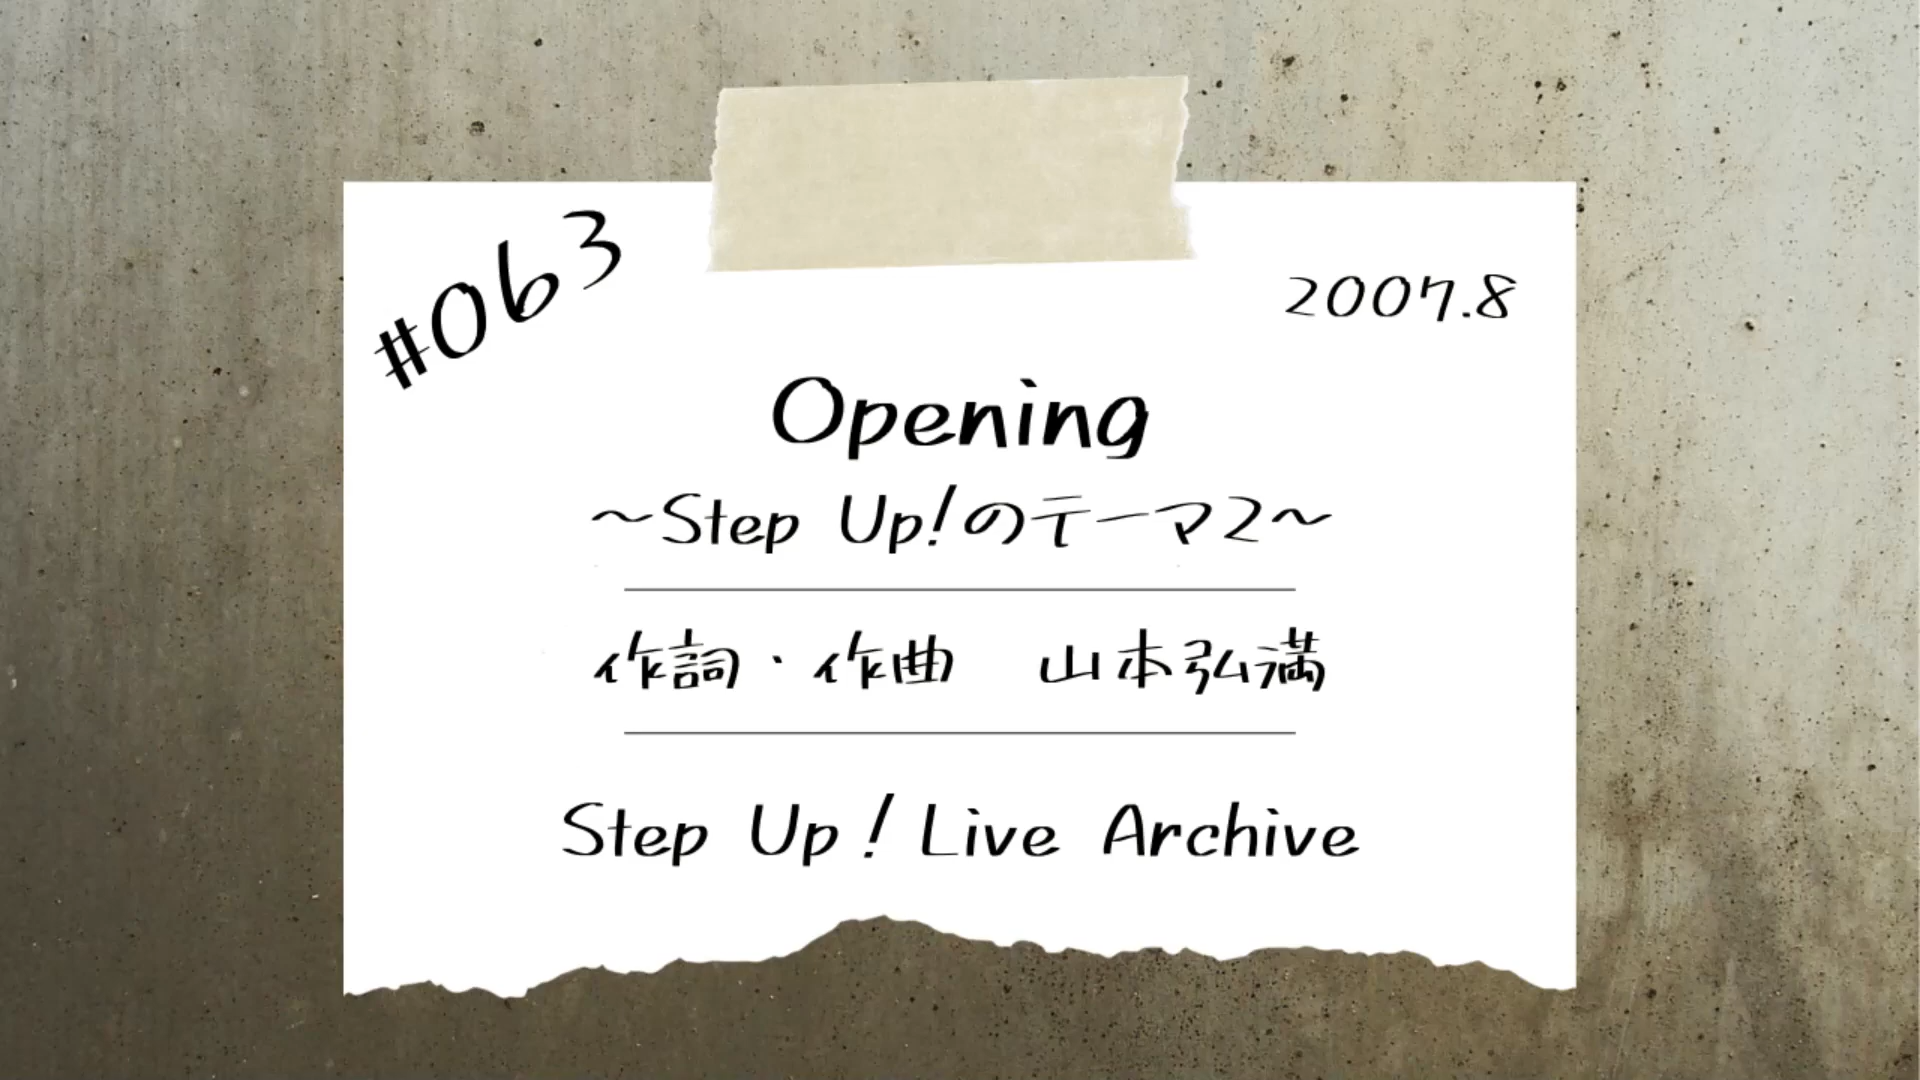 #063
2007.8
Opening
～Step Up!のテーマ2～
作詞・作曲　山本弘満
Step Up！Live Archive